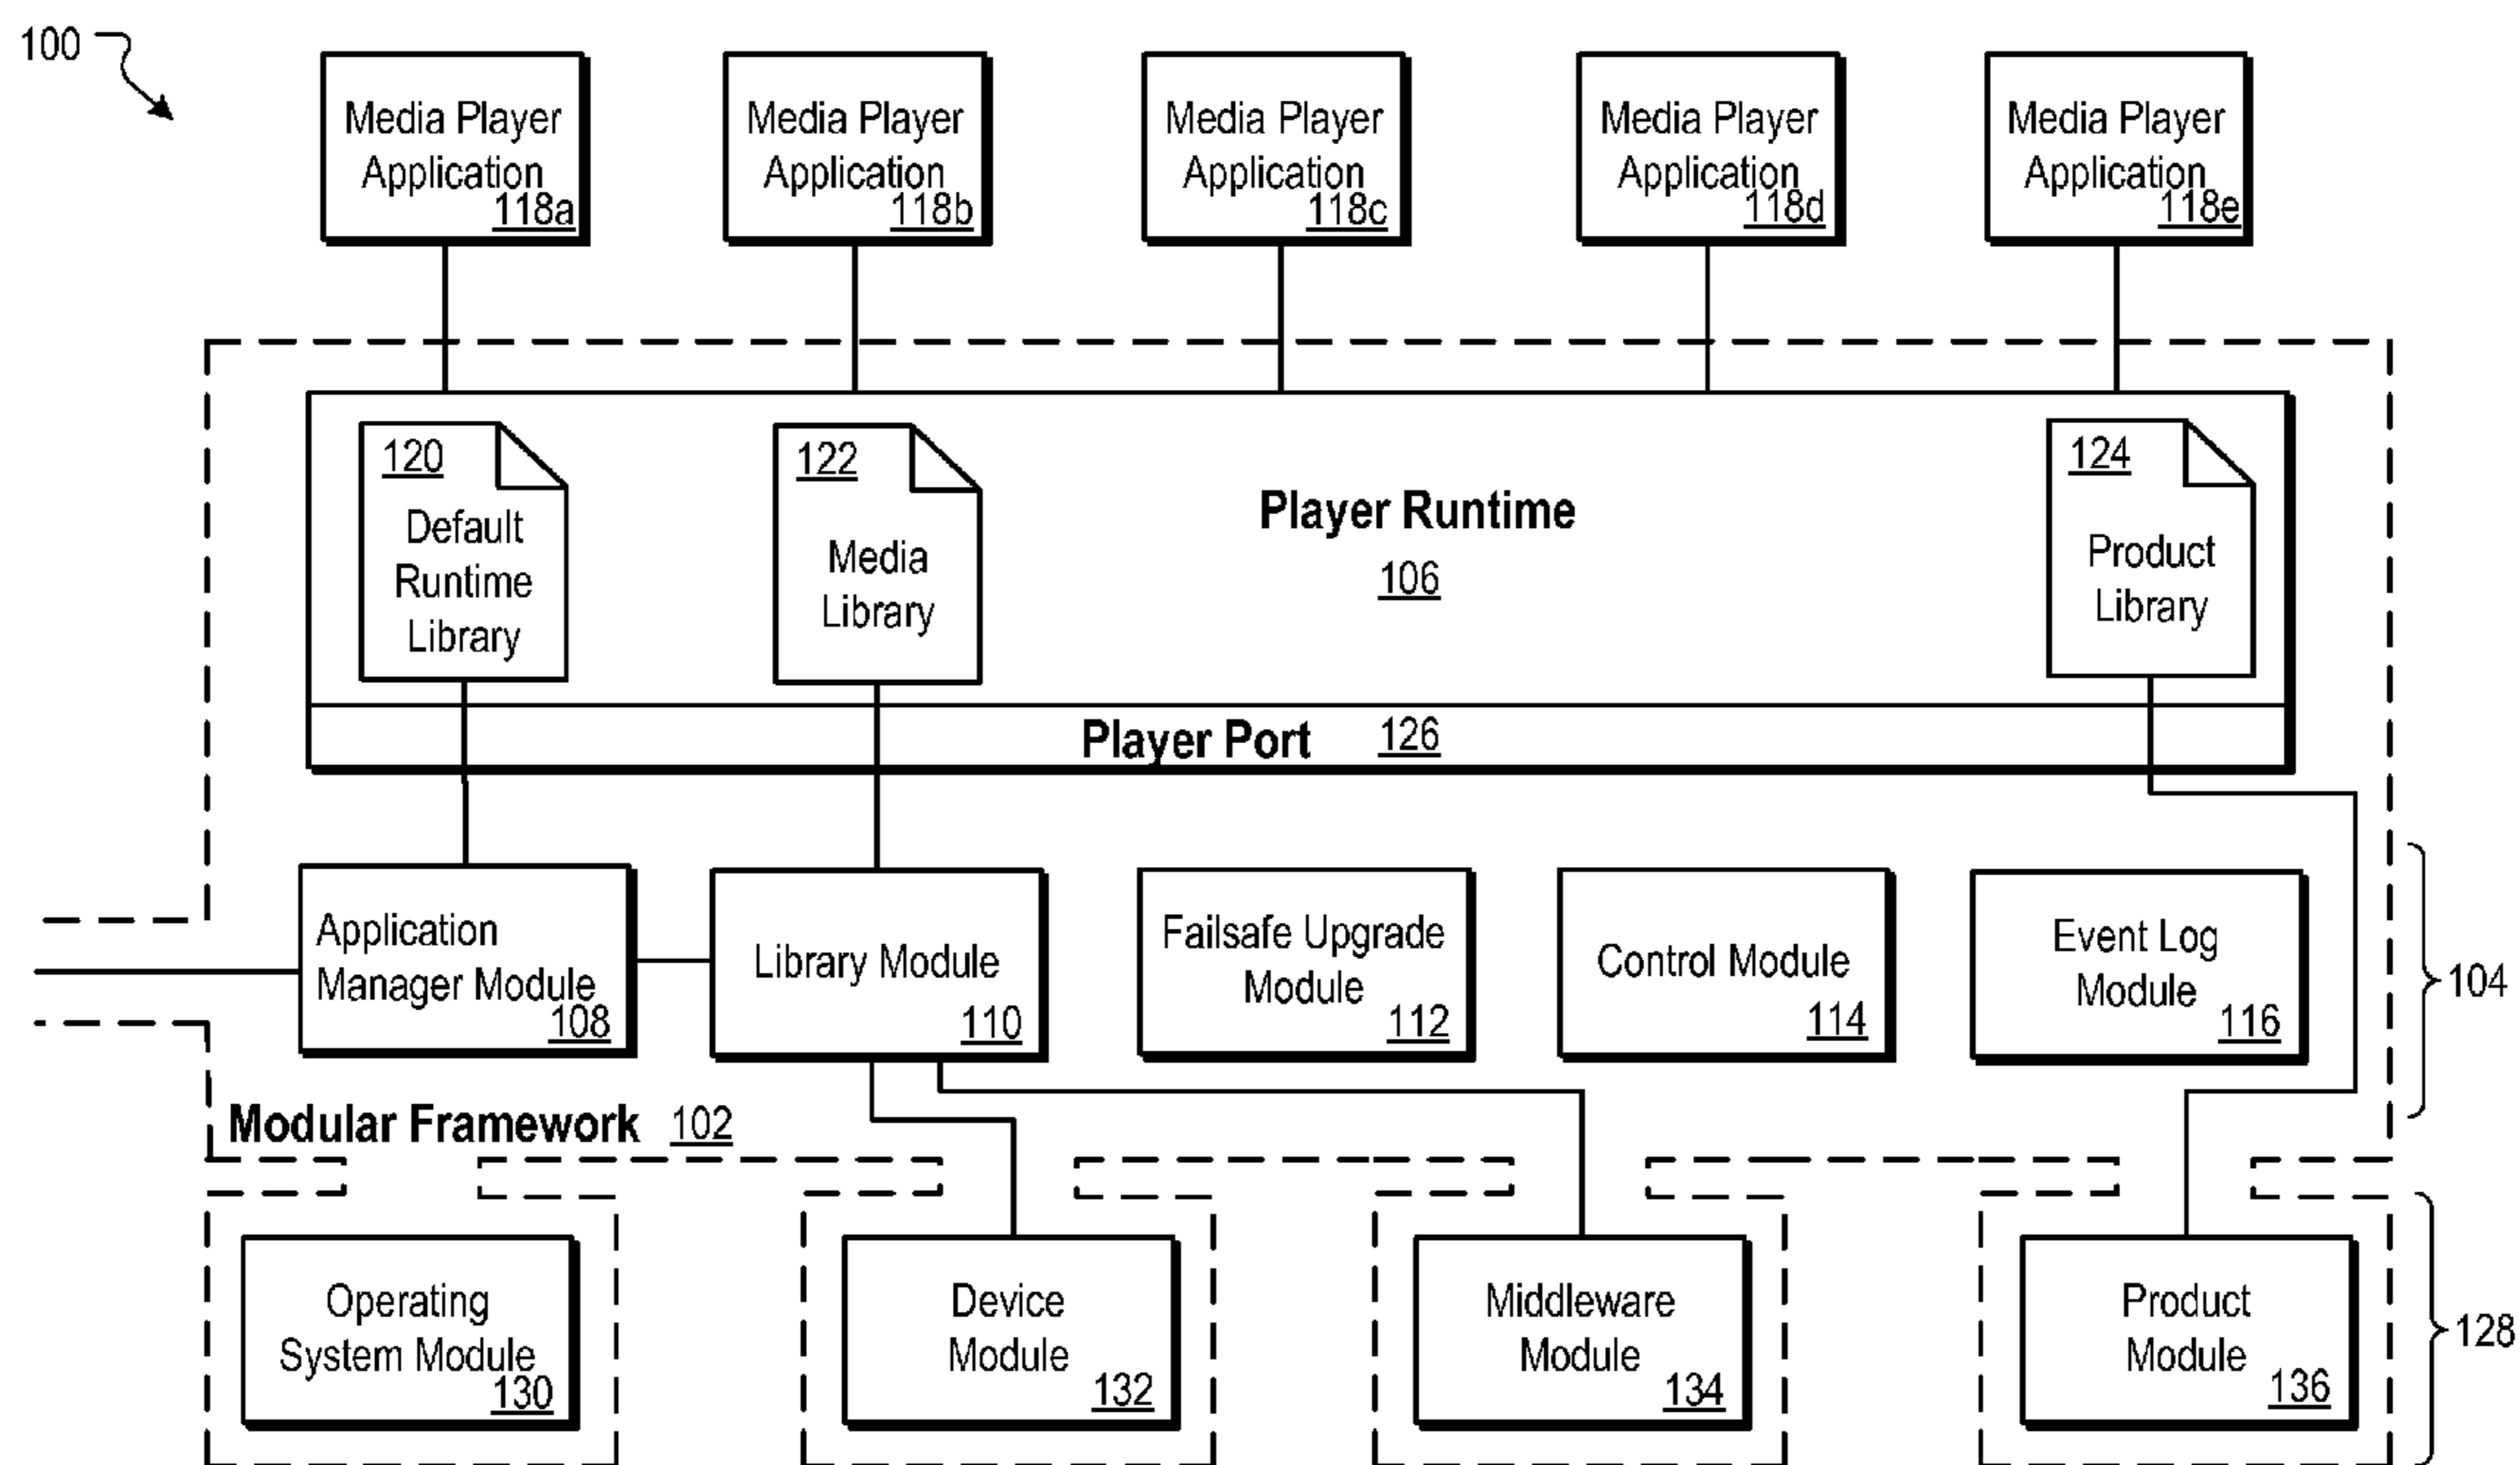 100
Media Player
Application
118a
Media Player
Application
118b
Media Player
Application
118c
Media Player
Application
118d
Media Player
Application
118e
120
Default
Runtime
Library
122
Media
Library
Player Runtime
106
124
Product
Library
Player Port 126
Application
Manager Module
108
Library Module
110
Failsafe Upgrade
Module
112
Control Module
114
Event Log
Module
116
104
Modular Framework 102
Operating
System Module
130
Device
Module
132
Middleware
Module
134
Product
Module
136
128